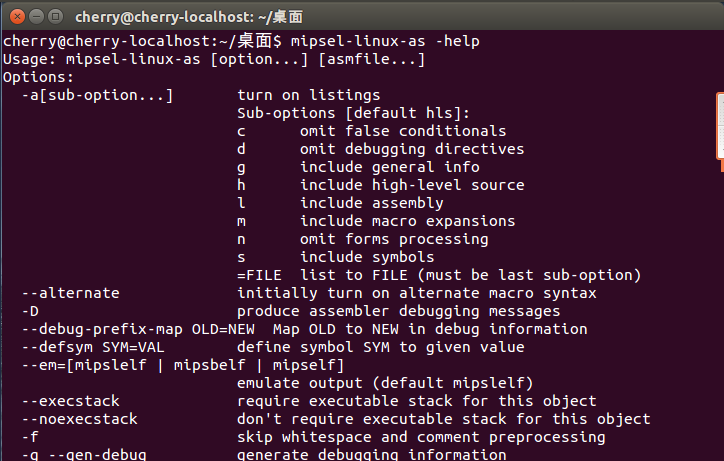 cherry@cherry-localhost: ~/桌面
cherry@cherry-localhost:~/桌面$ mipsel-linux-as -help
Usage: mipsel-linux-as [option...] [asmfile...]
Options:
  -a[sub-option...]       turn on listings
                          Sub-options [default hls]:
                          c      omit false conditionals
                          d      omit debugging directives
                          g      include general info
                          h      include high-level source
                          l      include assembly
                          m      include macro expansions
                          n      omit forms processing
                          s      include symbols
                          =FILE  list to FILE (must be last sub-option)
  --alternate             initially turn on alternate macro syntax
  -D                      produce assembler debugging messages
  --debug-prefix-map OLD=NEW  Map OLD to NEW in debug information
  --defsym SYM=VAL        define symbol SYM to given value
  --em=[mipslelf | mipsbelf | mipself]
                          emulate output (default mipslelf)
  --execstack             require executable stack for this object
  --noexecstack           don't require executable stack for this object
  -f                      skip whitespace and comment preprocessing
  -g --gen-debug          generate debugging information